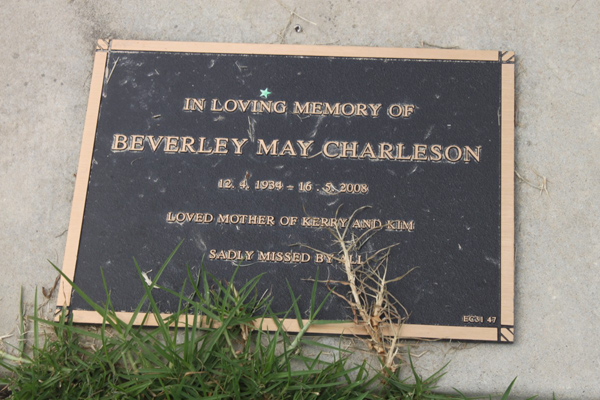 IN LOVING MEMORY OF
BEVERLEY MAY CHARLESON
12. 4. 1934 - 16. 5. 2008
LOVED MOTHER OF KERRY AND KIM
SADLY MISSED BY ALL
EG31 47